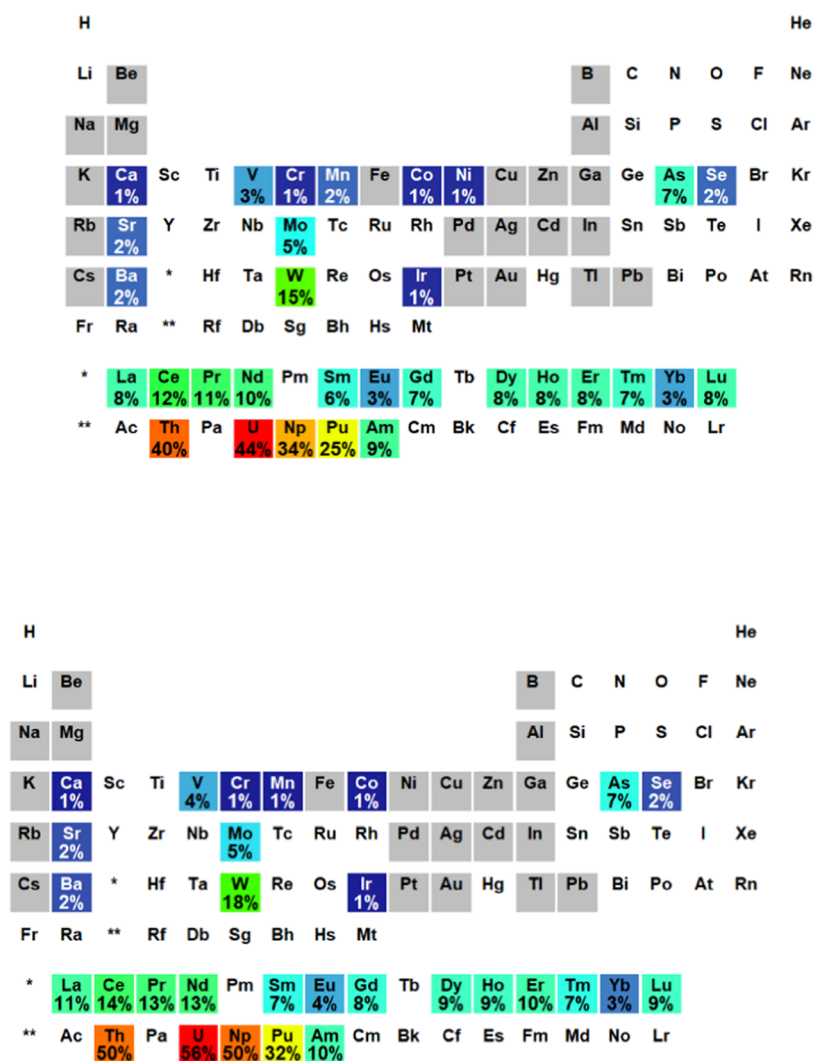 H He
Li Be B C N O F Ne
Na Mg Al Si P S Cl Ar
K Ca Sc Ti V Cr Mn Fe Co Ni Cu Zn Ga Ge As Se Br Kr
1% 3% 1% 2% 1% 1% 7% 2%
Rb Sr Y Zr Nb Mo Tc Ru Rh Pd Ag Cd In Sn Sb Te I Xe
2% 5%
Cs Ba * Hf Ta W Re Os Ir Pt Au Hg Tl Pb Bi Po At Rn
2% 15% 1%
Fr Ra ** Rf Db Sg Bh Hs Mt
* La Ce Pr Nd Pm Sm Eu Gd Tb Dy Ho Er Tm Yb Lu
8% 12% 11% 10% 6% 3% 7% 8% 8% 8% 7% 3% 8%
** Ac Th Pa U Np Pu Am Cm Bk Cf Es Fm Md No Lr
40% 44% 34% 25% 9%
H He
Li Be B C N O F Ne
Na Mg Al Si P S Cl Ar
K Ca Sc Ti V Cr Mn Fe Co Ni Cu Zn Ga Ge As Se Br Kr
1% 4% 1% 1% 1% 7% 2%
Rb Sr Y Zr Nb Mo Tc Ru Rh Pd Ag Cd In Sn Sb Te I Xe
2% 5%
Cs Ba * Hf Ta W Re Os Ir Pt Au Hg Tl Pb Bi Po At Rn
2% 18% 1%
Fr Ra ** Rf Db Sg Bh Hs Mt
* La Ce Pr Nd Pm Sm Eu Gd Tb Dy Ho Er Tm Yb Lu
11% 14% 13% 13% 7% 4% 8% 9% 9% 10% 7% 3% 9%
** Ac Th Pa U Np Pu Am Cm Bk Cf Es Fm Md No Lr
50% 56% 50% 32% 10%